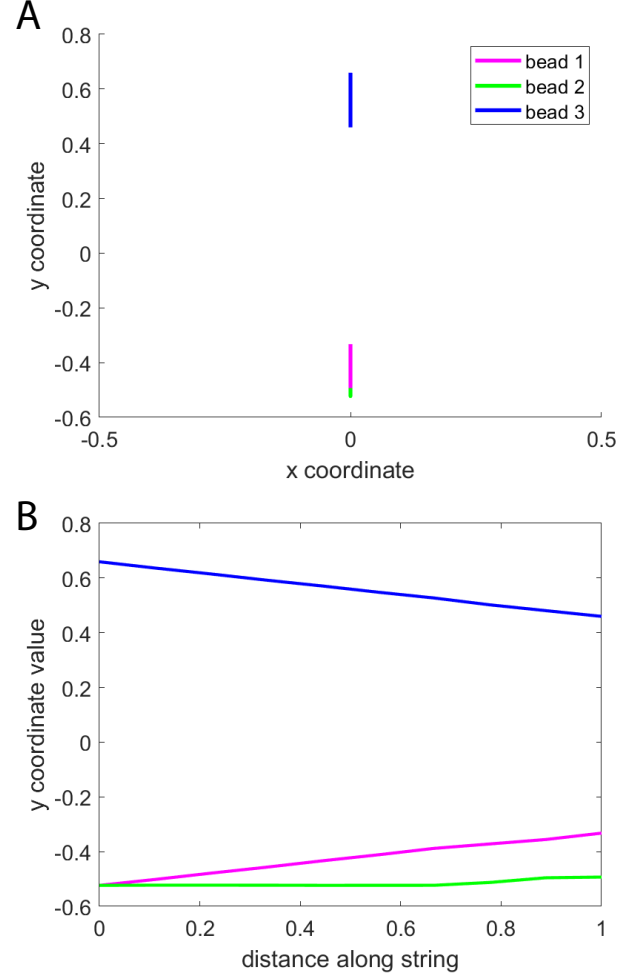 A
0.8
0.6
0.4
0.2
0
-0.2
-0.4
-0.6
-0.5
0
0.5
y coordinate
x coordinate
bead 1
bead 2
bead 3
B
0.8
0.6
0.4
0.2
0
-0.2
-0.4
-0.6
0
0.2
0.4
0.6
0.8
1
y coordinate value
distance along string